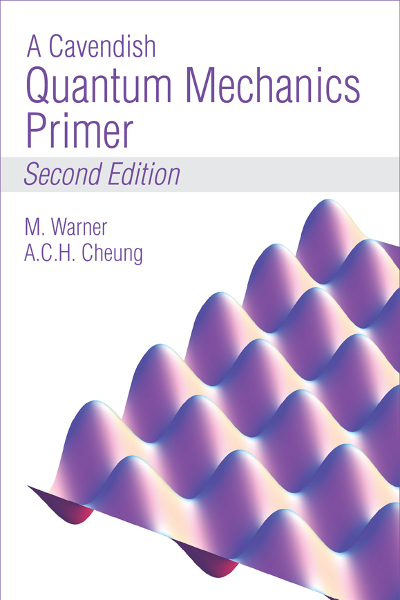 A Cavendish
Quantum Mechanics
Primer
Second Edition
M. Warner
A.C.H. Cheung